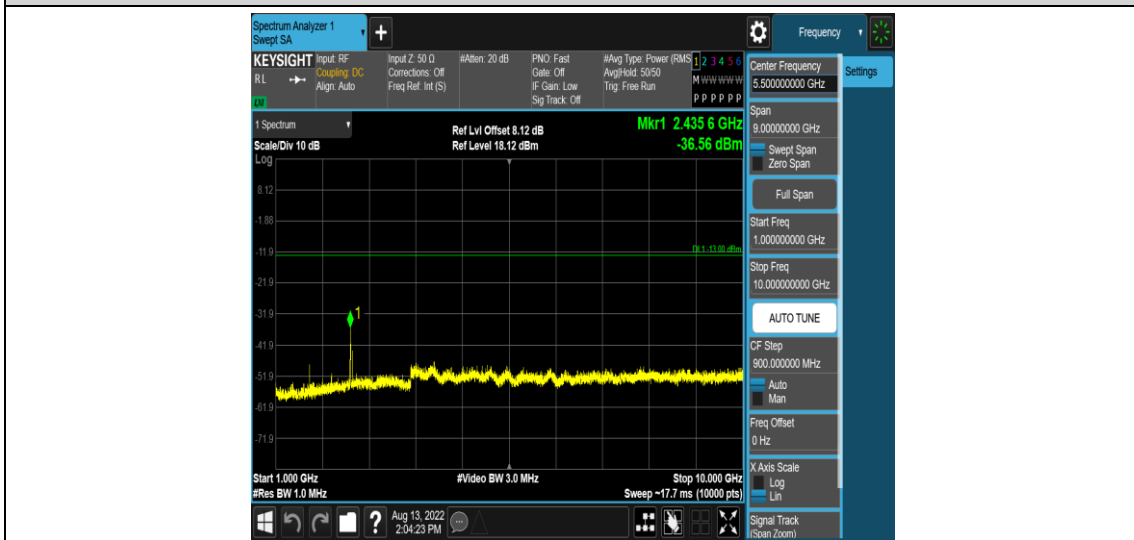 Spectrum Analyzer 1
Swept SA
+
Frequency
KEYSIGHT
RL
LNI
Input: RF
Coupling: DC
Align: Auto
Input Z: 50 Ω
Corrections: Off
Freq Ref: Int (S)
#Atten: 20 dB
PNO: Fast
Gate: Off
IF Gain: Low
Sig Track: Off
#Avg Type: Power (RMS
Avg|Hold: 50/50
Trig: Free Run
1 2 3 4 5 6
M W W W W W
P P P P P P
1 Spectrum
Scale/Div 10 dB
Ref Lvl Offset 8.12 dB
Ref Level 18.12 dBm
Mkr1 2.435 6 GHz
-36.56 dBm
Log
8.12
-1.88
-11.9
-21.9
-31.9
-41.9
-51.9
-61.9
-71.9
DL1 -13.00 dBm
1
Start 1.000 GHz
#Res BW 1.0 MHz
#Video BW 3.0 MHz
Stop 10.000 GHz
Sweep ~17.7 ms (10000 pts)
?
Aug 13, 2022
2:04:23 PM
Center Frequency
5.500000000 GHz
Settings
Span
9.00000000 GHz
Swept Span
Zero Span
Full Span
Start Freq
1.000000000 GHz
Stop Freq
10.000000000 GHz
AUTO TUNE
CF Step
900.000000 MHz
Auto
Man
Freq Offset
0 Hz
X Axis Scale
Log
Lin
Signal Track
(Span Zoom)